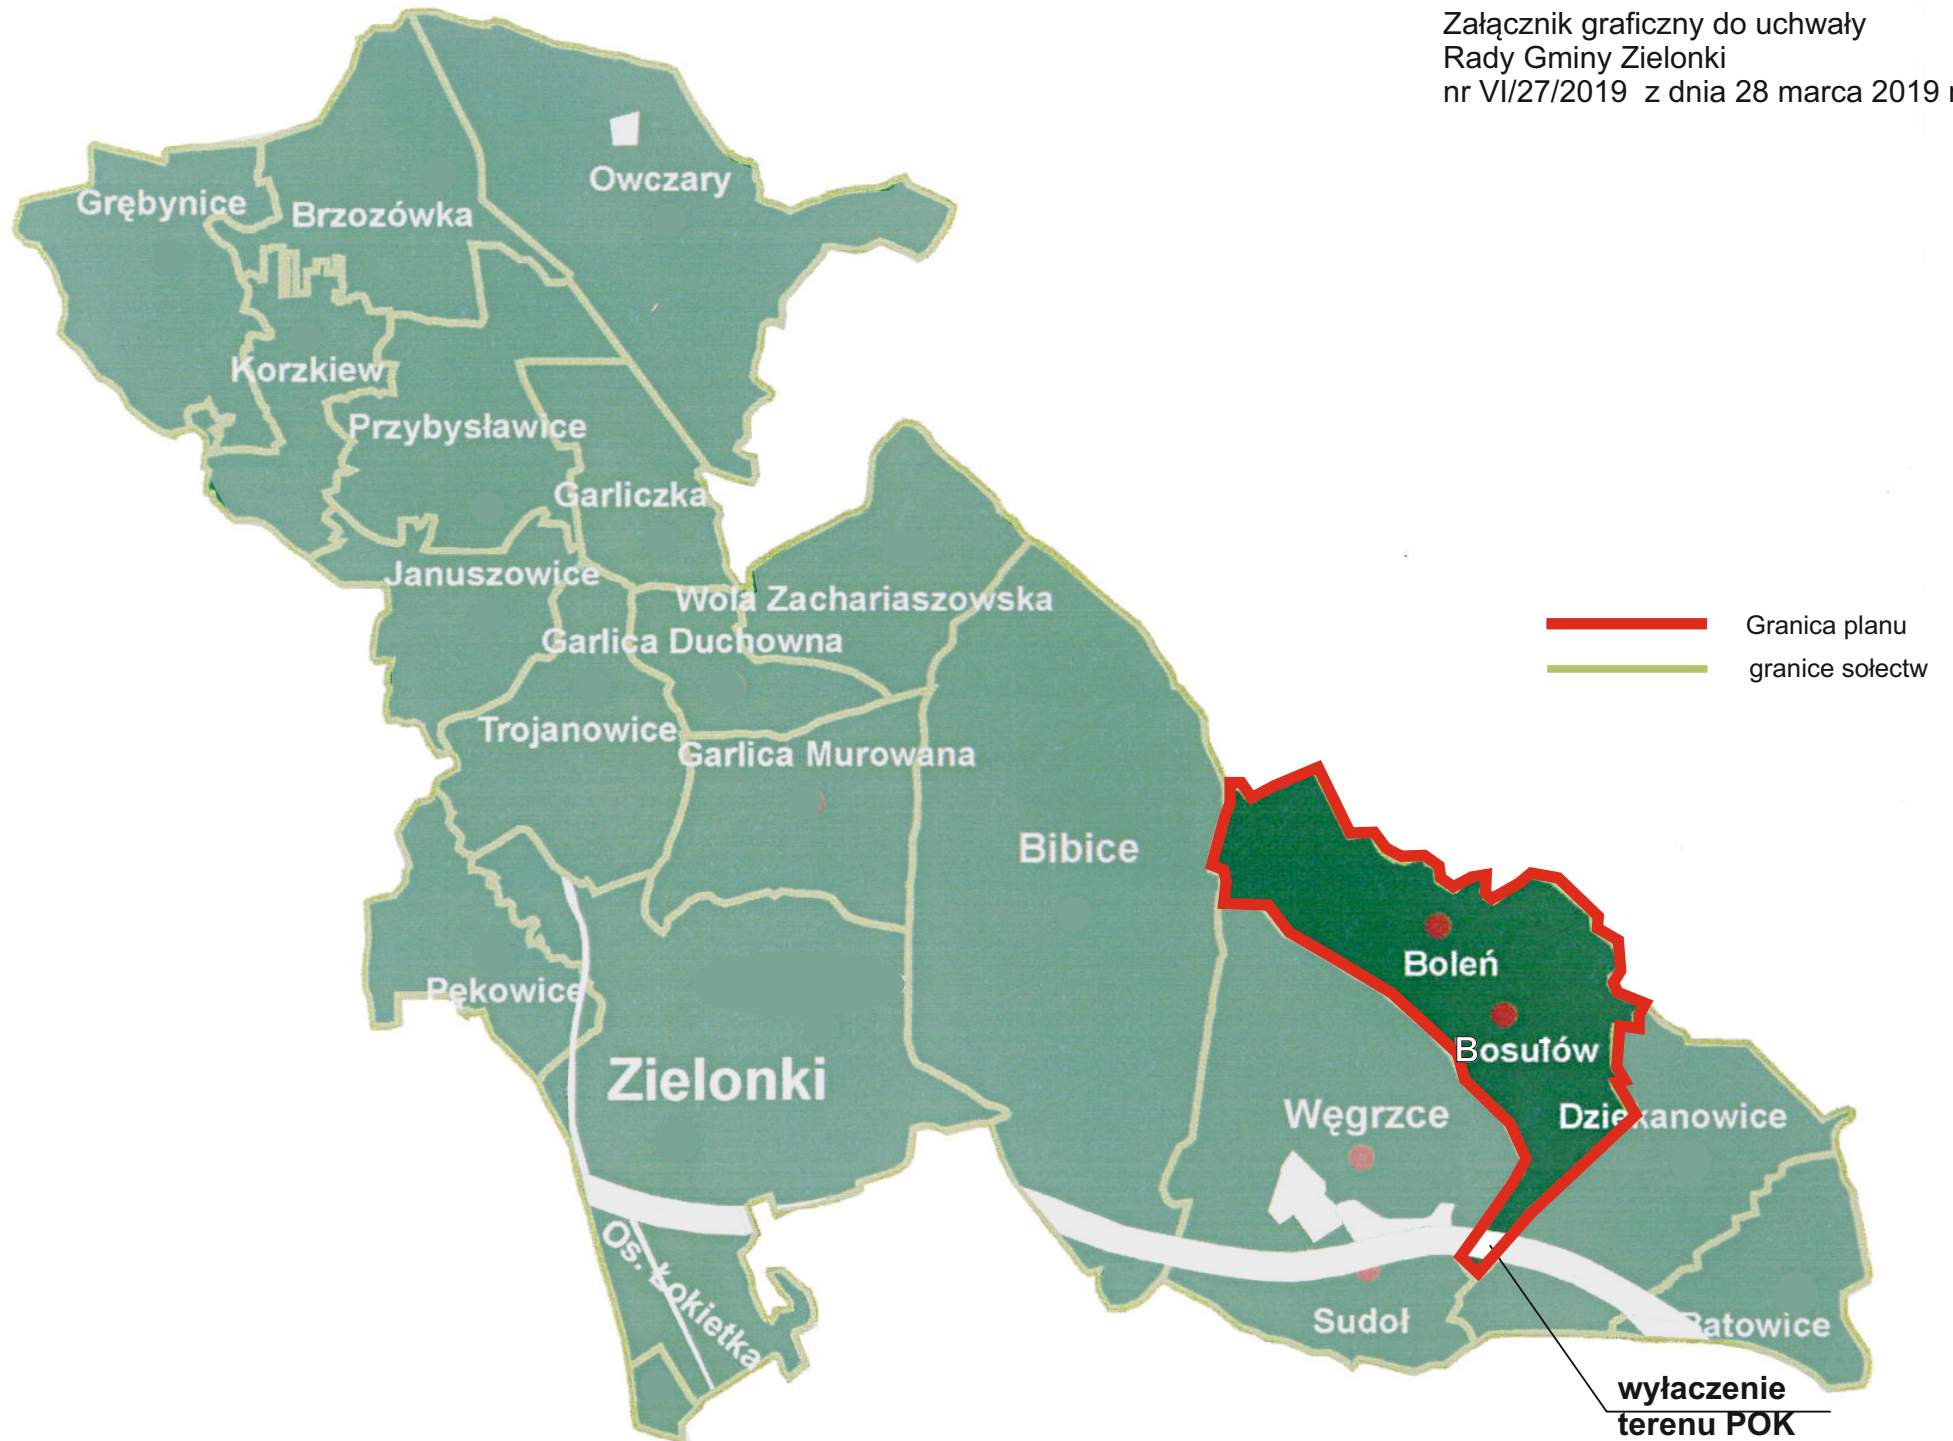 Załącznik graficzny do uchwały
Rady Gminy Zielonki
nr VI/27/2019 z dnia 28 marca 2019 r
Owczary
Grębynice
Brzozówka
Korzkiew
Przybysławice
Garliczka
Januszowice
Wola Zachariaszowska
Garlica Duchowna
Granica planu
granice sołectw
Trojanowice
Garlica Murowana
Bibice
Boleń
Pękowice
Bosutów
Zielonki
Węgrzce
Dziekanowice
Oś. Łokietka
Sudoł
Batowice
wyłaczenie
terenu POK